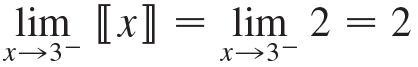 lim x→3⁻ ⟦x⟧ = lim x→3⁻ 2 = 2